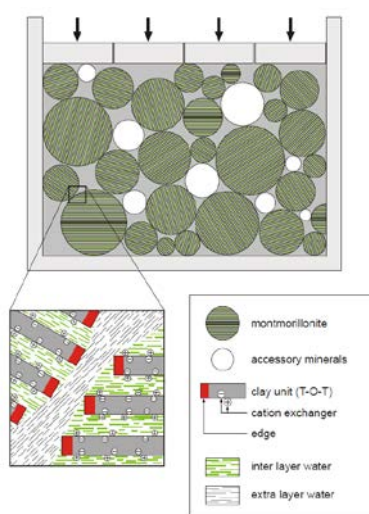 montmorillonite
accessory minerals
clay unit (T-O-T)
cation exchanger
edge
inter layer water
extra layer water